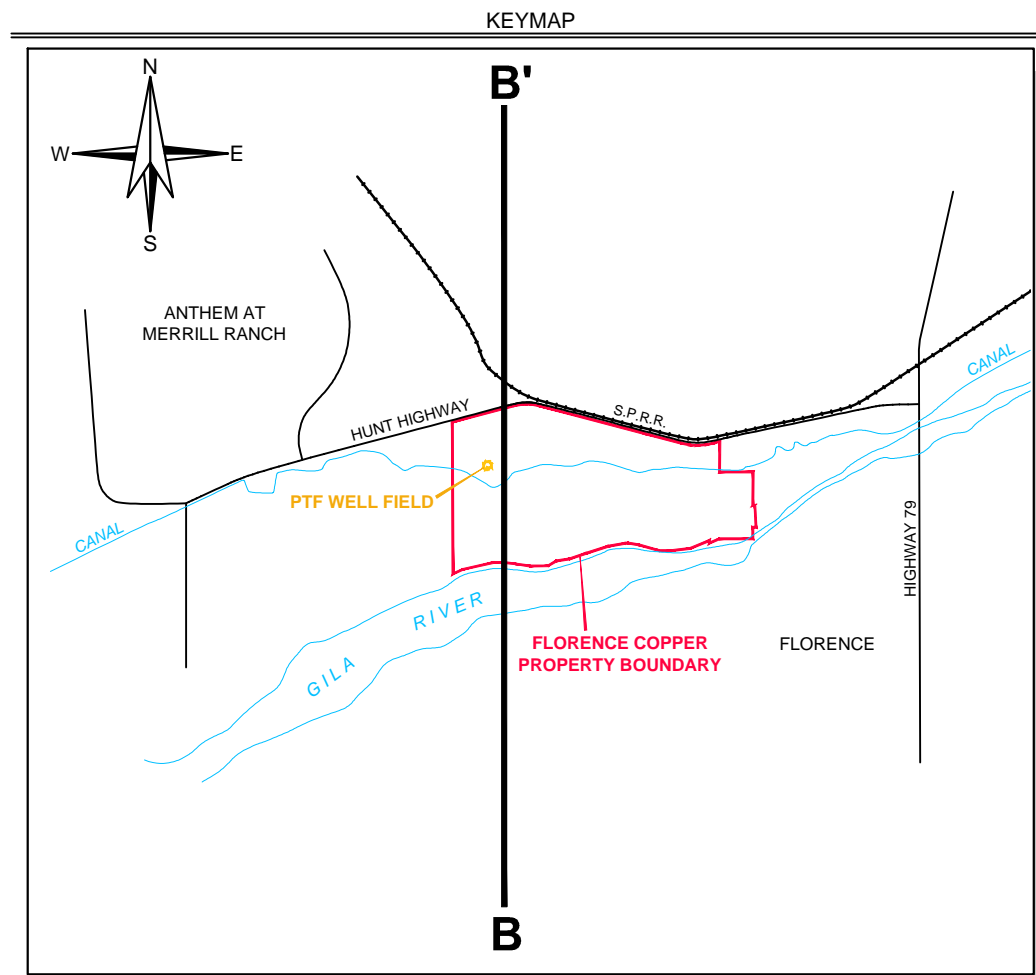 KEYMAP
B'
N
W
E
S
ANTHEM AT
MERRILL RANCH
CANAL
S.P.R.R.
HUNT HIGHWAY
PTF WELL FIELD
CANAL
HIGHWAY 79
RIVER
GILA
FLORENCE COPPER
PROPERTY BOUNDARY
FLORENCE
B